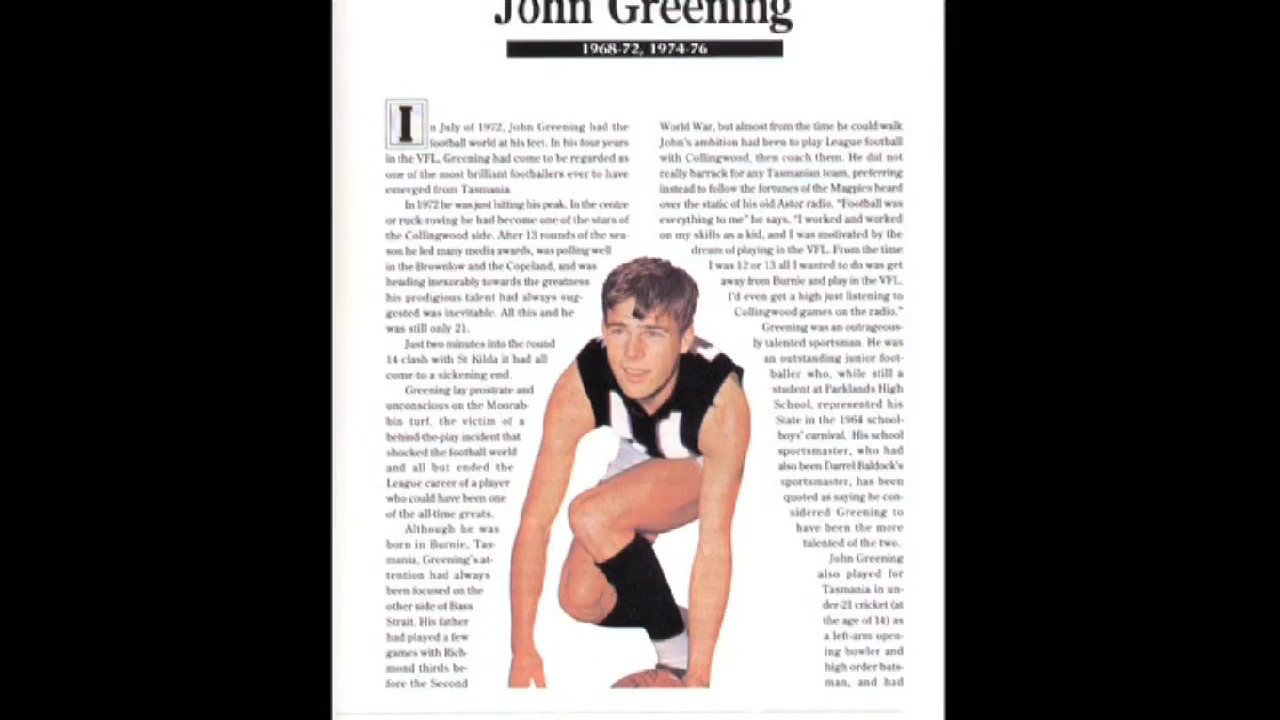 John Greening
1968-72, 1974-76
In July of 1972, John Greening had the
football world at his feet. In his four years
in the VFL, Greening had come to be regarded as
one of the most brilliant footballers ever to have
emerged from Tasmania.
In 1972 he was just hitting his peak. In the centre
or ruck-roving he had become one of the stars of
the Collingwood side. After 13 rounds of the sea-
son he led many media awards, was polling well
in the Brownlow and the Copeland, and was
heading inexorably towards the greatness
his prodigious talent had always sug-
gested was inevitable. All this and he
was still only 21.
Just two minutes into the round
14 clash with St Kilda it had all
come to a sickening end.
Greening lay prostrate and
unconscious on the Moorab-
bin turf, the victim of a
behind-the-play incident that
shocked the football world
and all but ended the
League career of a player
who could have been one
of the all-time greats.
Although he was
born in Burnie, Tas-
mania, Greening's at-
tention had always
been focused on the
other side of Bass
Strait. His father
had played a few
games with Rich-
mond thirds be-
fore the Second
World War, but almost from the time he could walk
John's ambition had been to play League football
with Collingwood, then coach them. He did not
really barrack for any Tasmanian team, preferring
instead to follow the fortunes of the Magpies heard
over the static of his old Astor radio. "Football was
everything to me" he says. "I worked and worked
on my skills as a kid, and I was motivated by the
dream of playing in the VFL. From the time
I was 12 or 13 all I wanted to do was get
away from Burnie and play in the VFL.
I'd even get a high just listening to
Collingwood games on the radio."
Greening was an outrageous-
ly talented sportsman. He was
an outstanding junior foot-
baller who, while still a
student at Parklands High
School, represented his
State in the 1964 school-
boys' carnival. His school
sportsmaster, who had
also been Darrel Baldock's
sportsmaster, has been
quoted as saying he con-
sidered Greening to
have been the more
talented of the two.
John Greening
also played for
Tasmania in un-
der-21 cricket (at
the age of 14) as
a left-arm open-
ing bowler and
high order bats-
man, and had